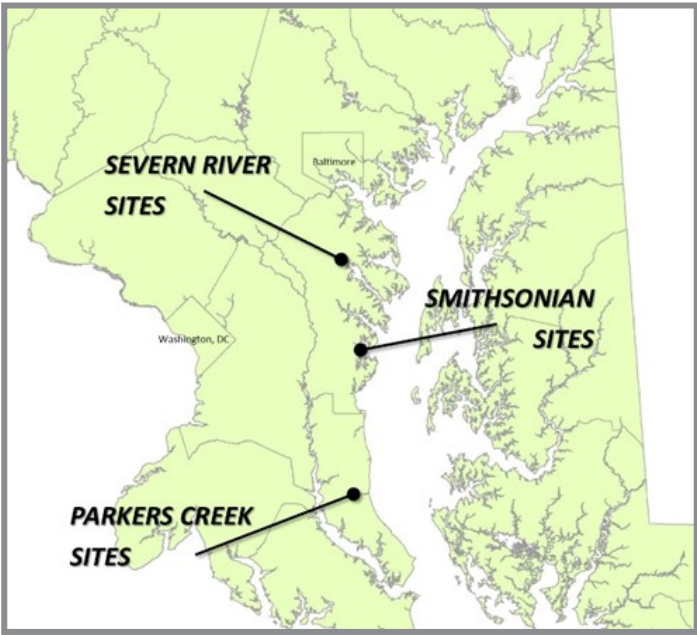 Baltimore
SEVERN RIVER
SITES
SMITHSONIAN
SITES
Washington, DC
PARKERS CREEK
SITES